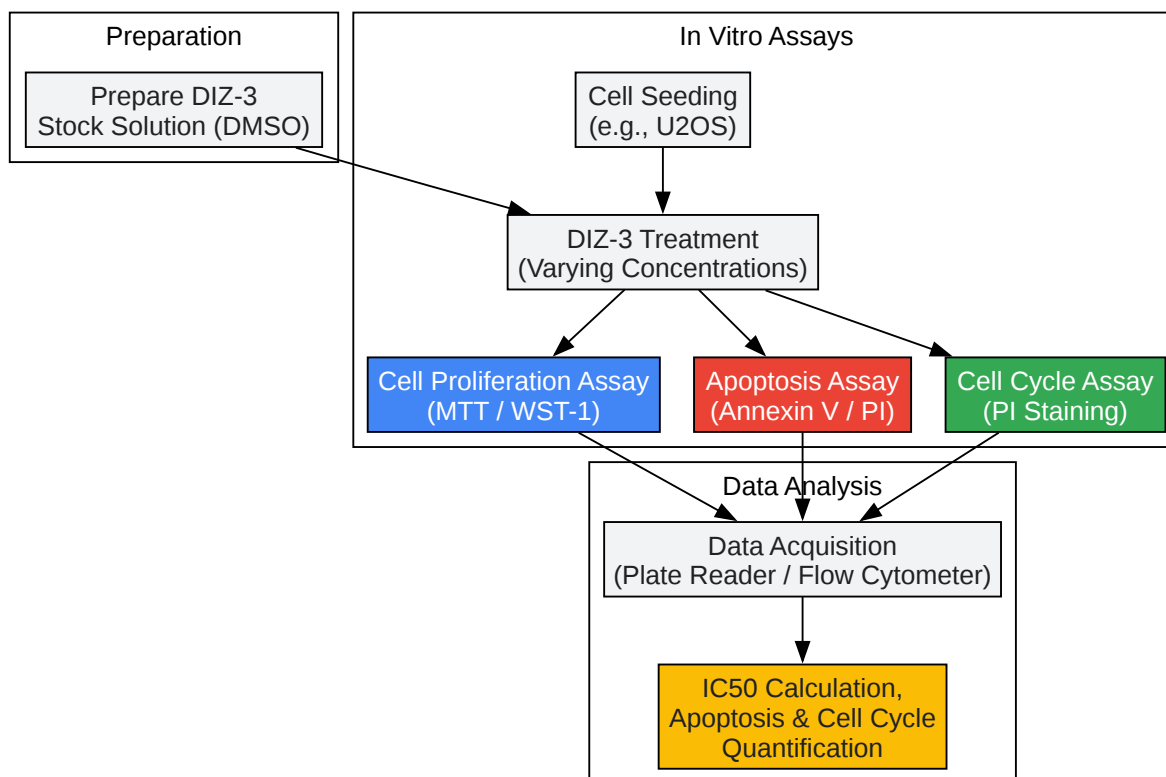 Preparation
Prepare DIZ-3
Stock Solution (DMSO)
In Vitro Assays
Cell Seeding
(e.g., U2OS)
DIZ-3 Treatment
(Varying Concentrations)
Cell Proliferation Assay
(MTT / WST-1)
Apoptosis Assay
(Annexin V / PI)
Cell Cycle Assay
(PI Staining)
Data Analysis
Data Acquisition
(Plate Reader / Flow Cytometer)
IC50 Calculation,
Apoptosis & Cell Cycle
Quantification